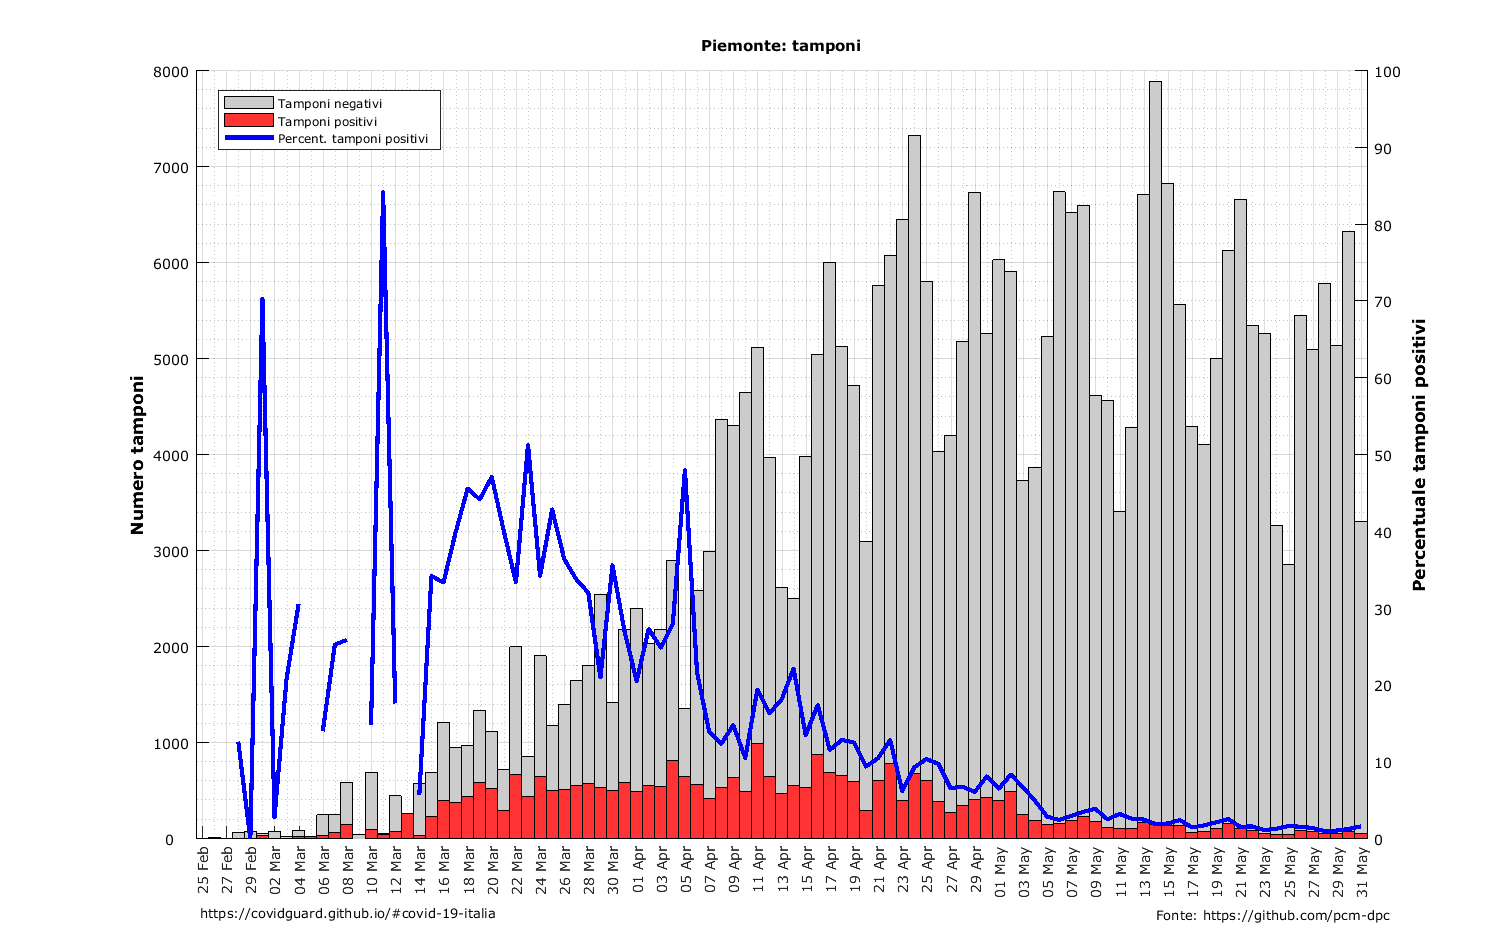 Piemonte: tamponi
8000
7000
6000
5000
4000
3000
2000
1000
0
Numero tamponi
Tamponi negativi
Tamponi positivi
Percent. tamponi positivi
100
90
80
70
60
50
40
30
20
10
0
Percentuale tamponi positivi
25 Feb
27 Feb
29 Feb
02 Mar
04 Mar
06 Mar
08 Mar
10 Mar
12 Mar
14 Mar
16 Mar
18 Mar
20 Mar
22 Mar
24 Mar
26 Mar
28 Mar
30 Mar
01 Apr
03 Apr
05 Apr
07 Apr
09 Apr
11 Apr
13 Apr
15 Apr
17 Apr
19 Apr
21 Apr
23 Apr
25 Apr
27 Apr
29 Apr
01 May
03 May
05 May
07 May
09 May
11 May
13 May
15 May
17 May
19 May
21 May
23 May
25 May
27 May
29 May
31 May
https://covidguard.github.io/#covid-19-italia
Fonte: https://github.com/pcm-dpc